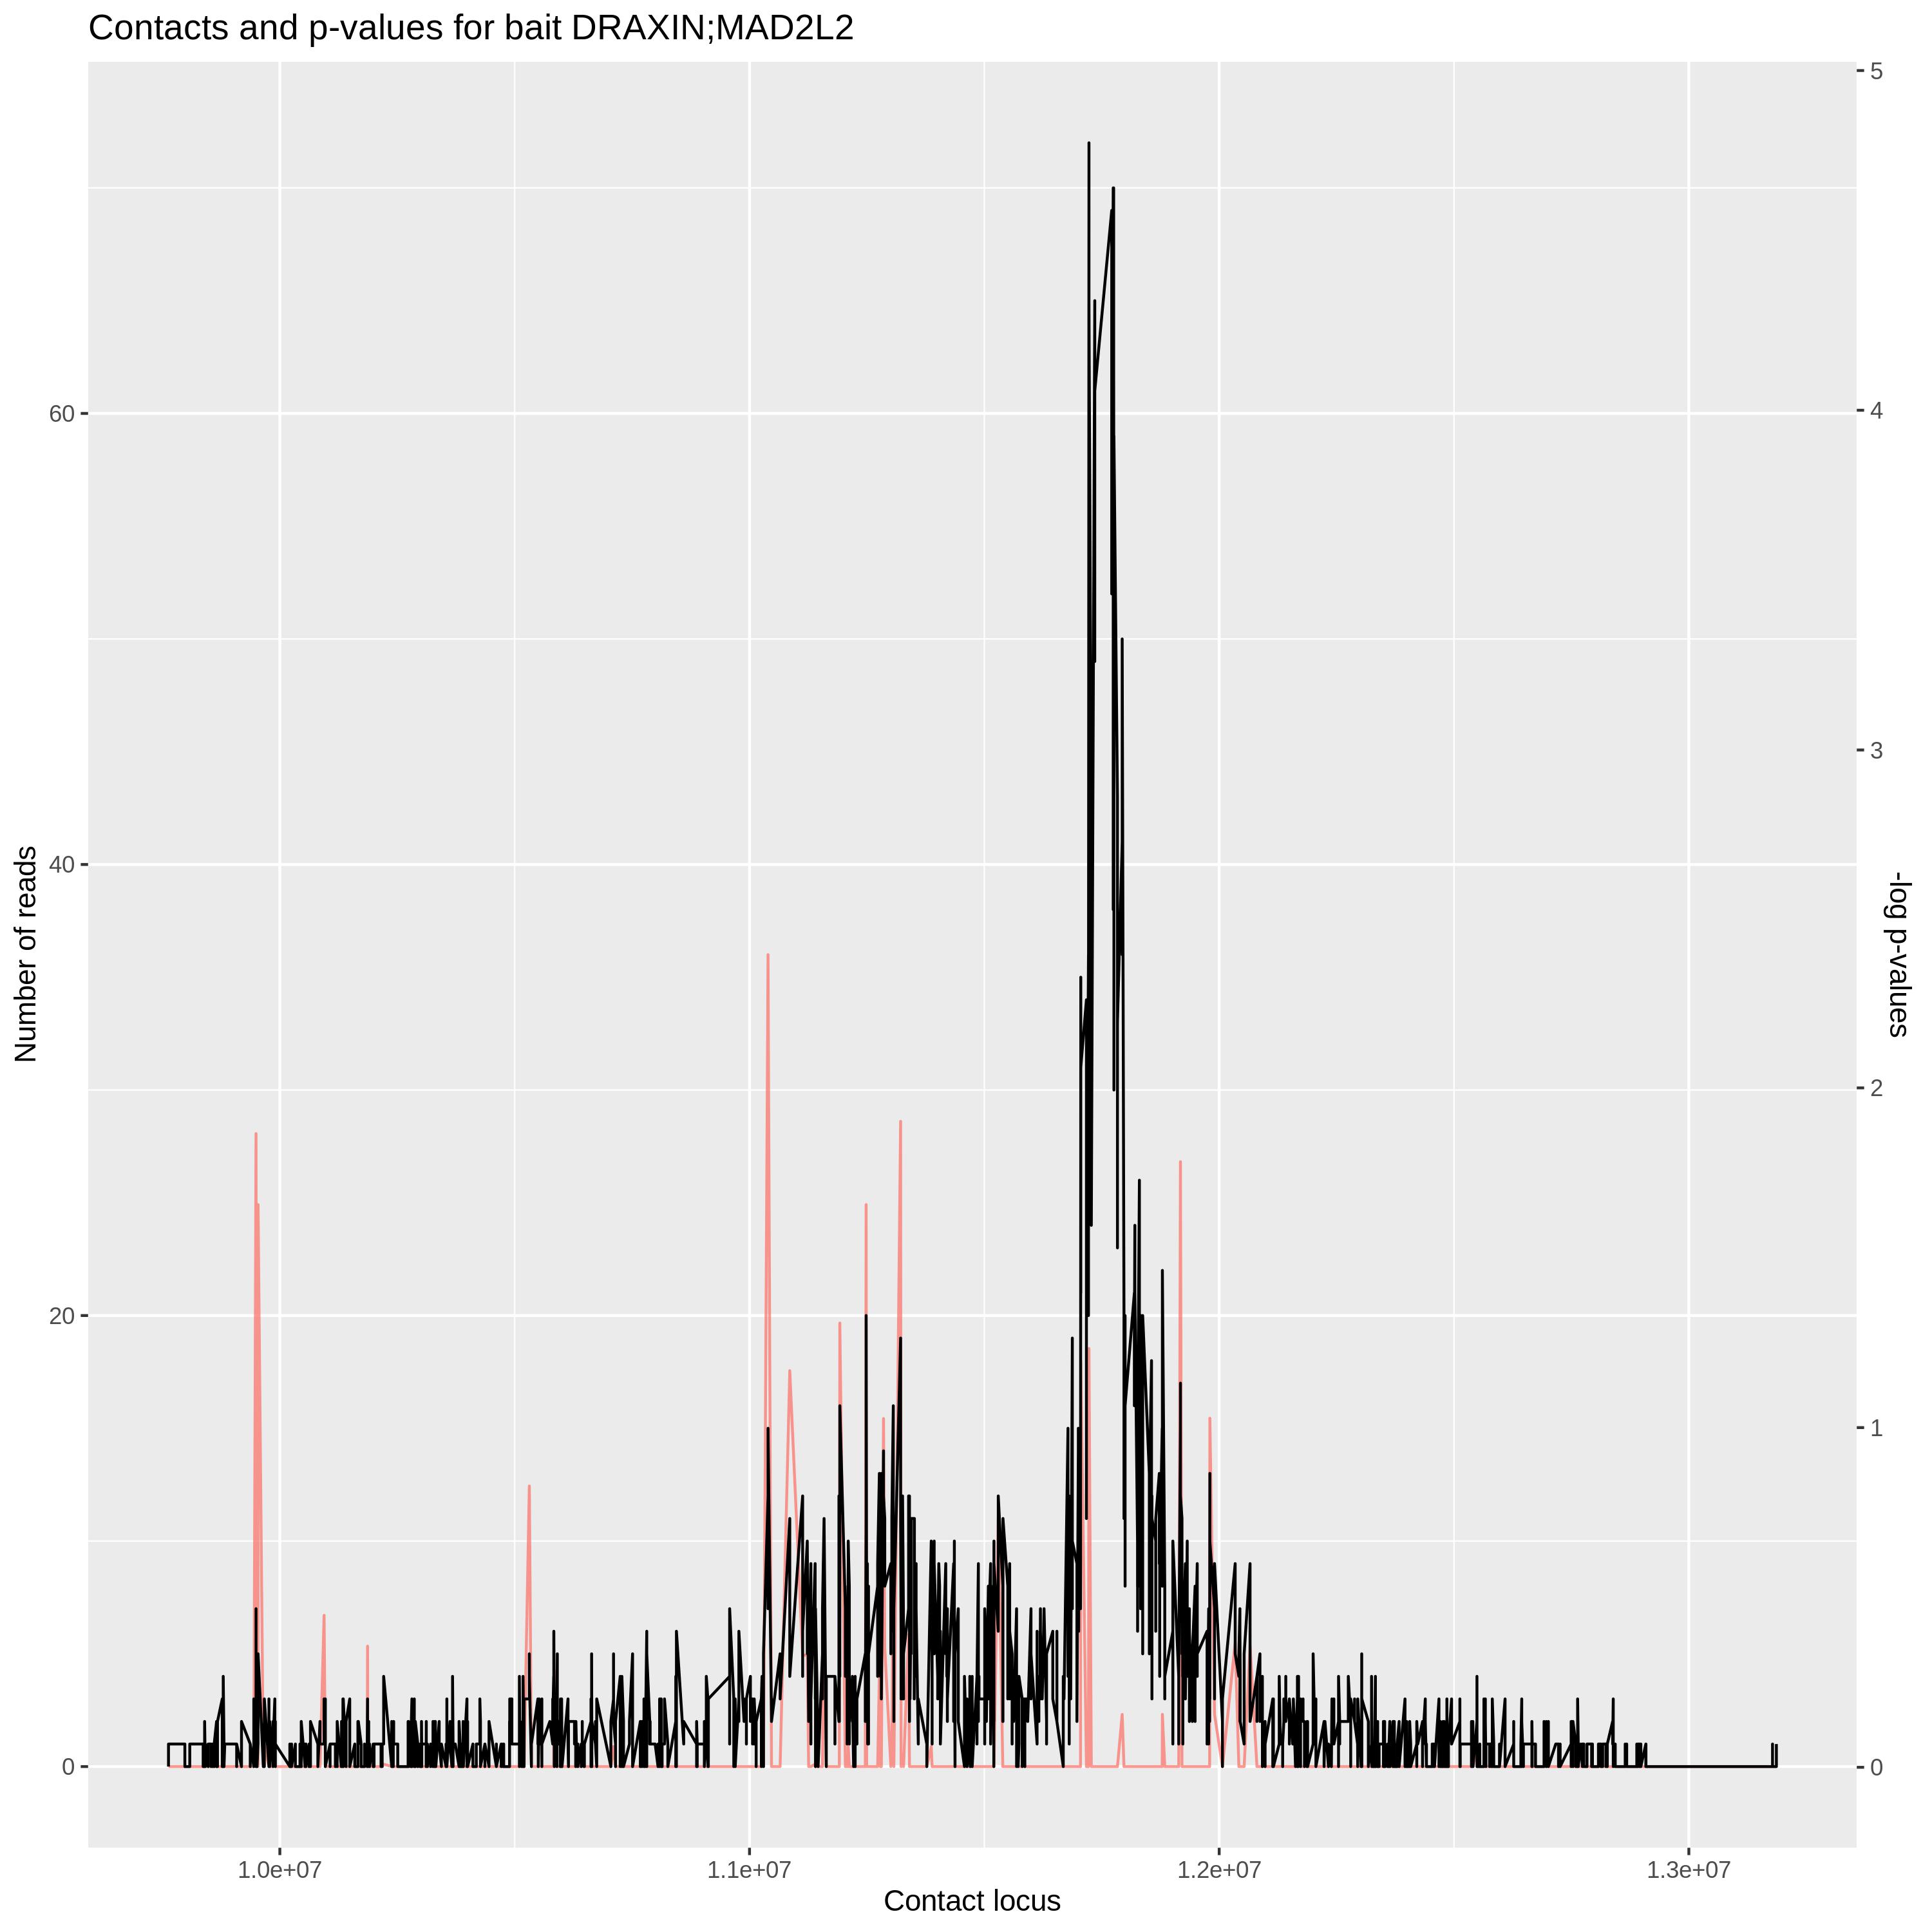 Contacts and p-values for bait DRAXIN;MAD2L2
Number of reads
60
40
20
0
5
4
3
2
1
0
-log p-values
1.0e+07
1.1e+07
1.2e+07
1.3e+07
Contact locus